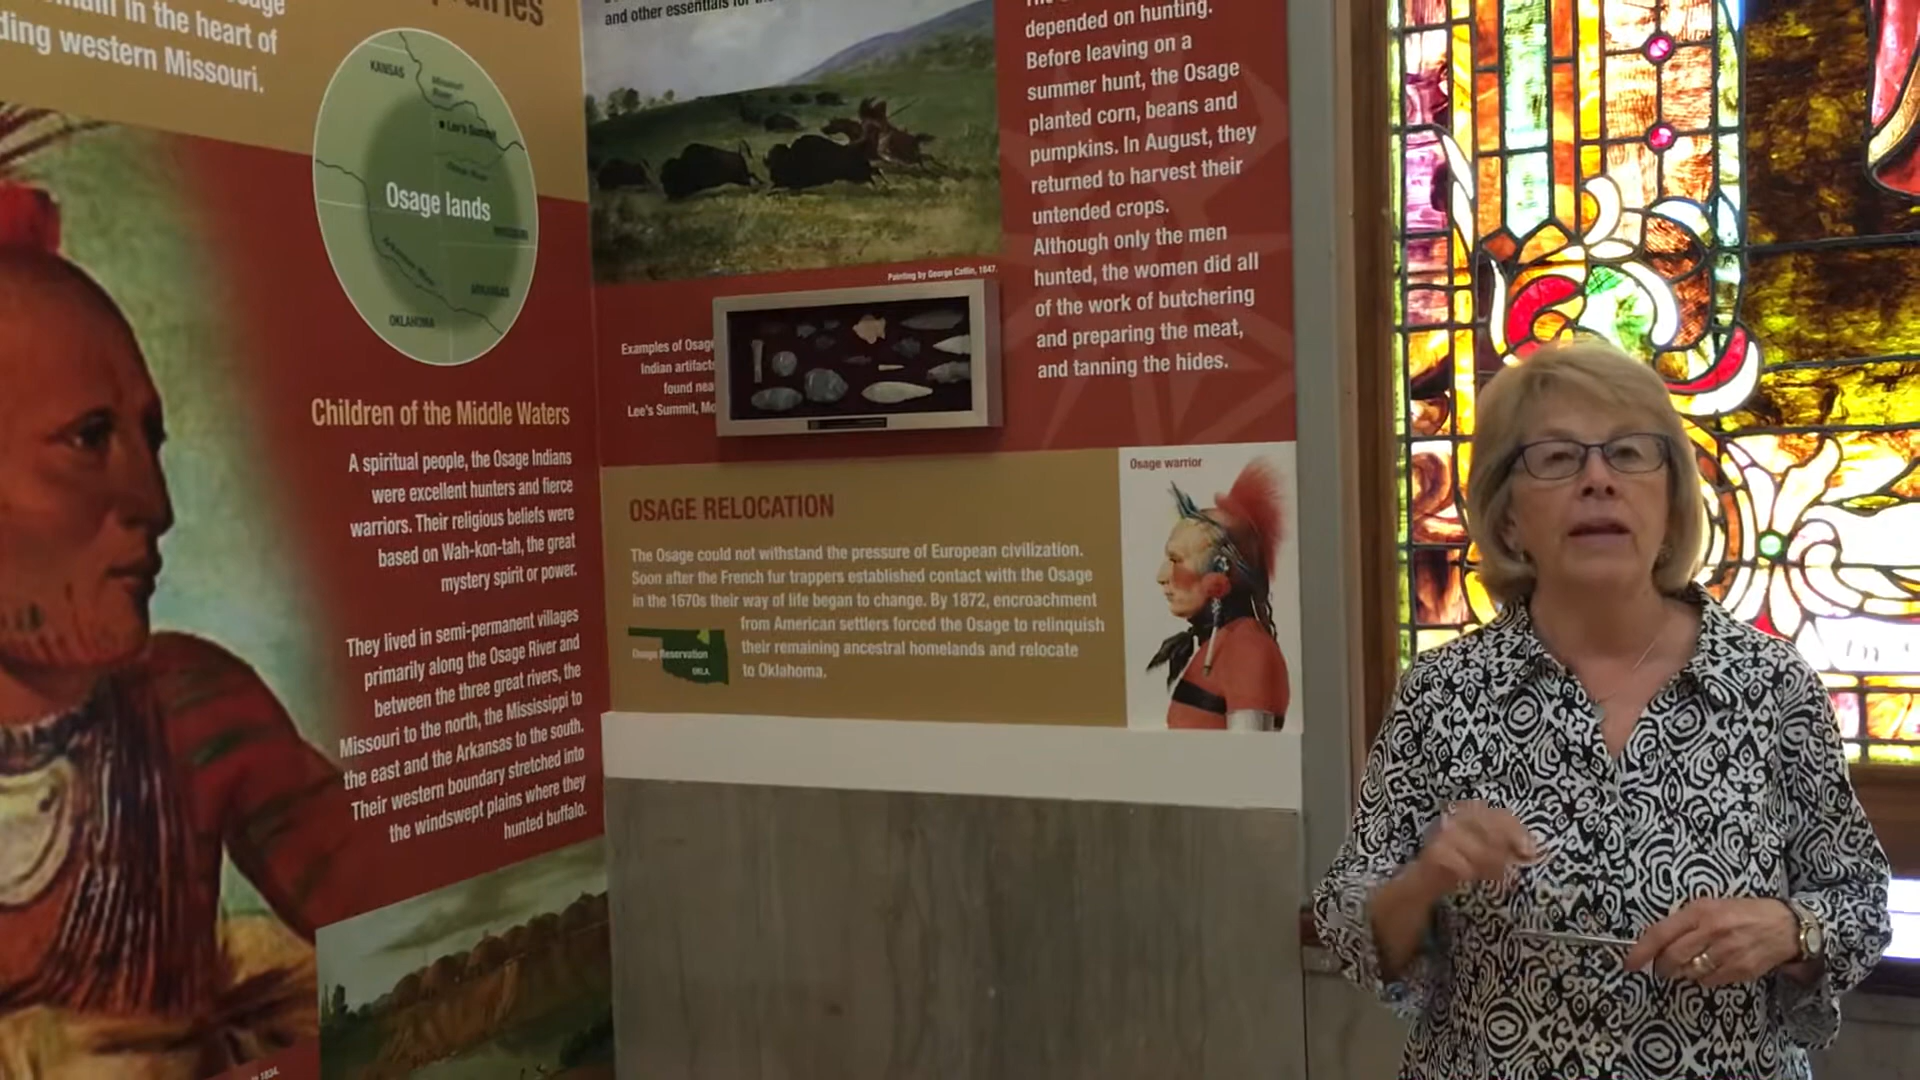 in the heart of
ding western Missouri.
KANSAS
Missouri
River
Lee's Summit
Osage River
Osage lands
MISSOURI
Arkansas River
ARKANSAS
OKLAHOMA
Children of the Middle Waters
A spiritual people, the Osage Indians
were excellent hunters and fierce
warriors. Their religious beliefs were
based on Wah-kon-tah, the great
mystery spirit or power.
They lived in semi-permanent villages
primarily along the Osage River and
between the three great rivers, the
Missouri to the north, the Mississippi to
the east and the Arkansas to the south.
Their western boundary stretched into
the windswept plains where they
hunted buffalo.
1834.
and other essentials for
Painting by George Catlin, 1847.
Examples of Osage
Indian artifacts
found nea
Lee's Summit, Mo
depended on hunting.
Before leaving on a
summer hunt, the Osage
planted corn, beans and
pumpkins. In August, they
returned to harvest their
untended crops.
Although only the men
hunted, the women did all
of the work of butchering
and preparing the meat,
and tanning the hides.
OSAGE RELOCATION
The Osage could not withstand the pressure of European civilization.
Soon after the French fur trappers established contact with the Osage
in the 1670s their way of life began to change. By 1872, encroachment
from American settlers forced the Osage to relinquish
their remaining ancestral homelands and relocate
to Oklahoma.
Osage Reservation
OKLA.
Osage warrior
In